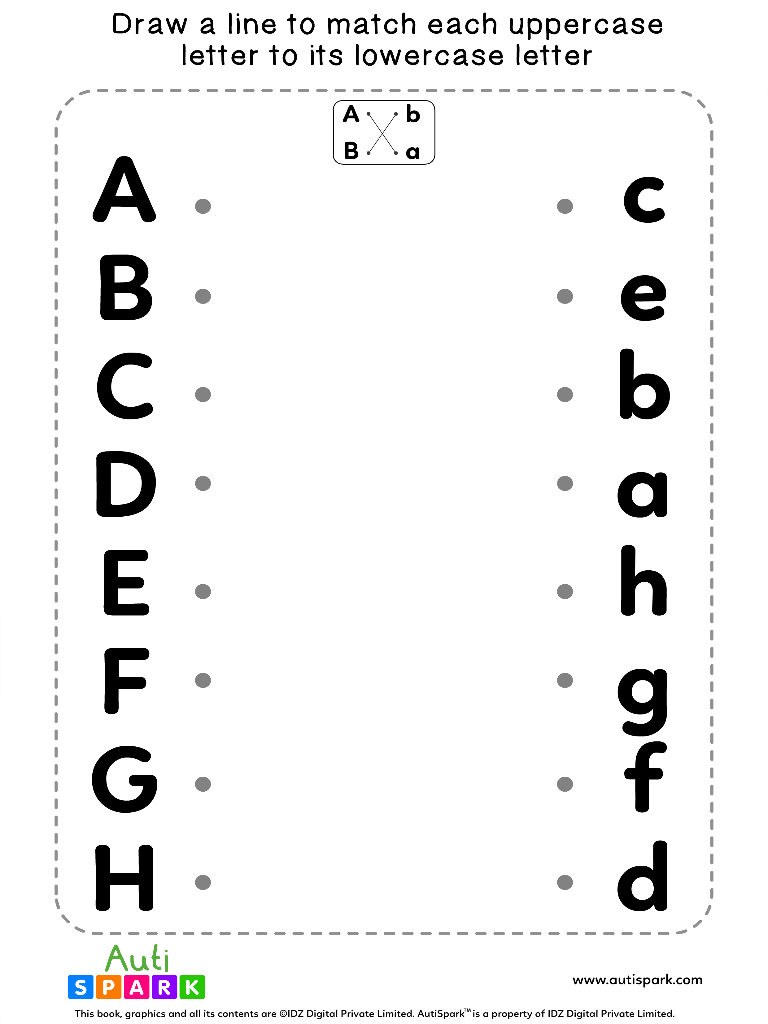 Draw a line to match each uppercase
letter to its lowercase letter
A b
B a
A c
B e
C b
D a
E h
F g
G f
H d
Auti
SPARK
www.autispark.com
This book, graphics and all its contents are ©IDZ Digital Private Limited. AutiSpark™ is a property of IDZ Digital Private Limited.